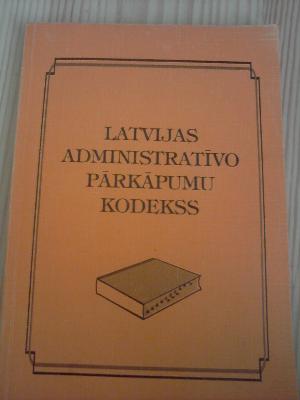 LATVIJAS
ADMINISTRATĪVO
PĀRKĀPUMU
KODEKSS